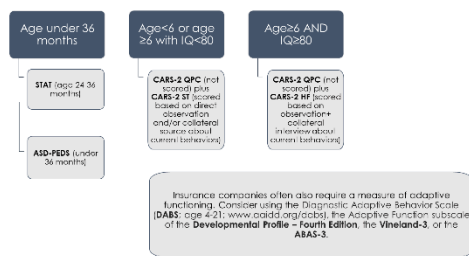 Age under 36
months
STAT (age 24-36
months)
ASD-PEDS (under
36 months)
Age<6 or age
≥6 with IQ<80
CARS-2 QPC (not
scored) plus
CARS-2 ST (scored
based on direct
observation
and/or collateral
source about
current behaviors)
Age≥6 AND
IQ≥80
CARS-2 QPC (not
scored) plus
CARS-2 HF (scored
based on
observation+
collateral
interview about
current behaviors)
Insurance companies often also require a measure of adaptive
functioning. Consider using the Diagnostic Adaptive Behavior Scale
(DABS; age 4-21; www.aaidd.org/dabs), the Adaptive Function subscale
of the Developmental Profile – Fourth Edition, the Vineland-3, or the
ABAS-3.